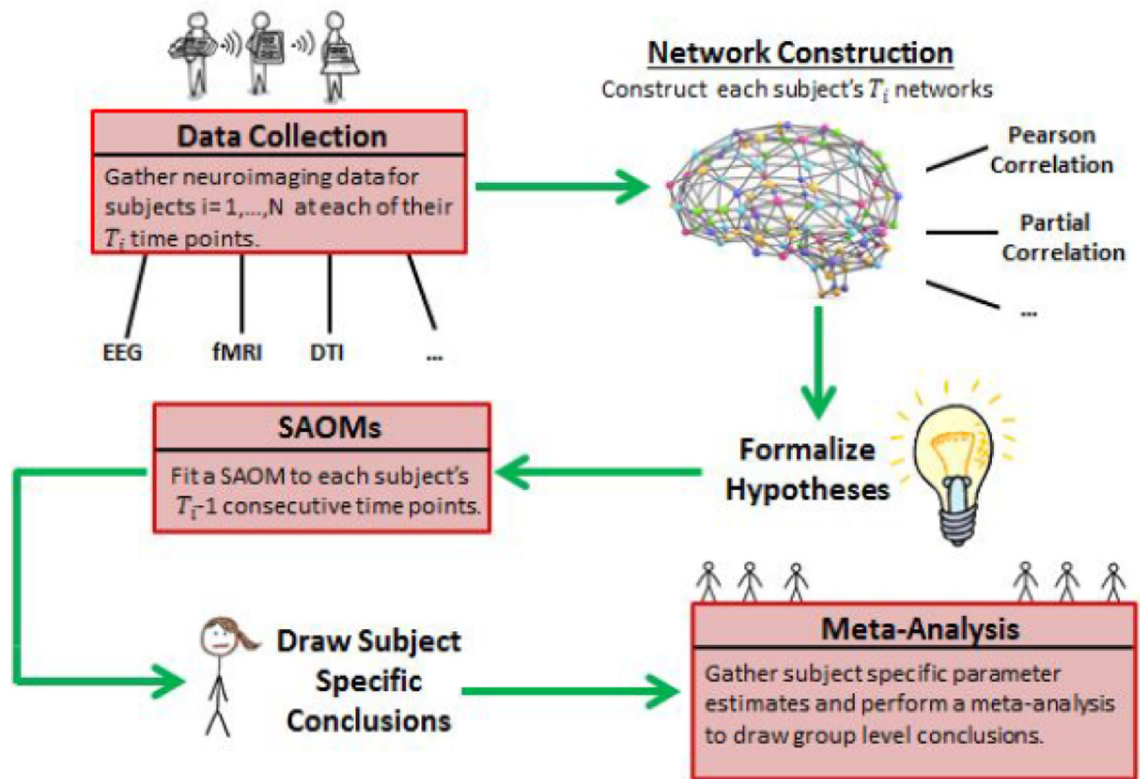 Data Collection
Gather neuroimaging data for
subjects i= 1,...,N at each of their
T_i time points.
EEG
fMRI
DTI
...
Network Construction
Construct each subject's T_i networks
Pearson
Correlation
Partial
Correlation
...
Formalize
Hypotheses
SAOMs
Fit a SAOM to each subject's
T_i-1 consecutive time points.
Draw Subject
Specific
Conclusions
Meta-Analysis
Gather subject specific parameter
estimates and perform a meta-analysis
to draw group level conclusions.